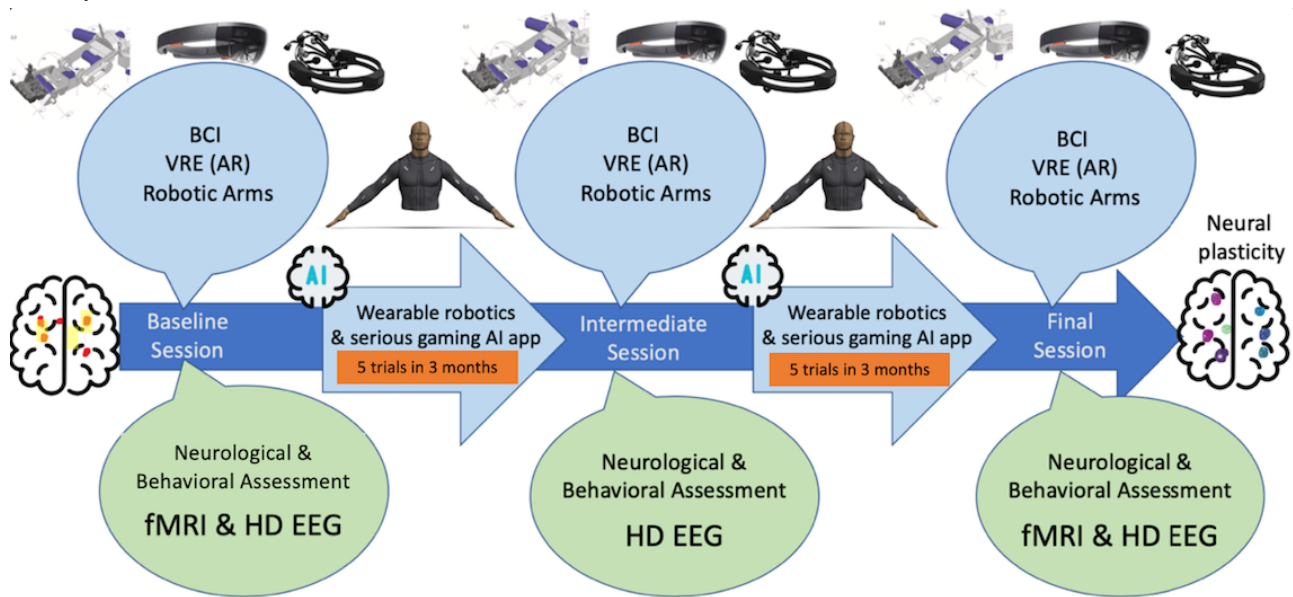 BCI
VRE (AR)
Robotic Arms
BCI
VRE (AR)
Robotic Arms
BCI
VRE (AR)
Robotic Arms
Neural
plasticity
AI
AI
Baseline
Session
Wearable robotics
& serious gaming AI app
5 trials in 3 months
Intermediate
Session
Wearable robotics
& serious gaming AI app
5 trials in 3 months
Final
Session
Neurological &
Behavioral Assessment
fMRI & HD EEG
Neurological &
Behavioral Assessment
HD EEG
Neurological &
Behavioral Assessment
fMRI & HD EEG